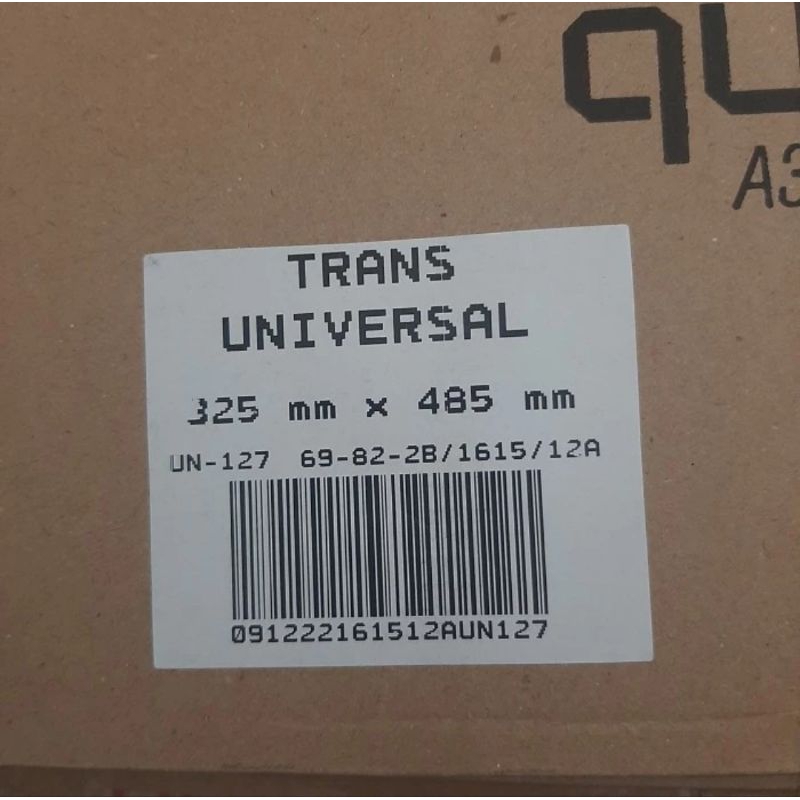 qu
A3
TRANS
UNIVERSAL
325 mm x 485 mm
UN-127 69-82-2B/1615/12A
091222161512AUN127